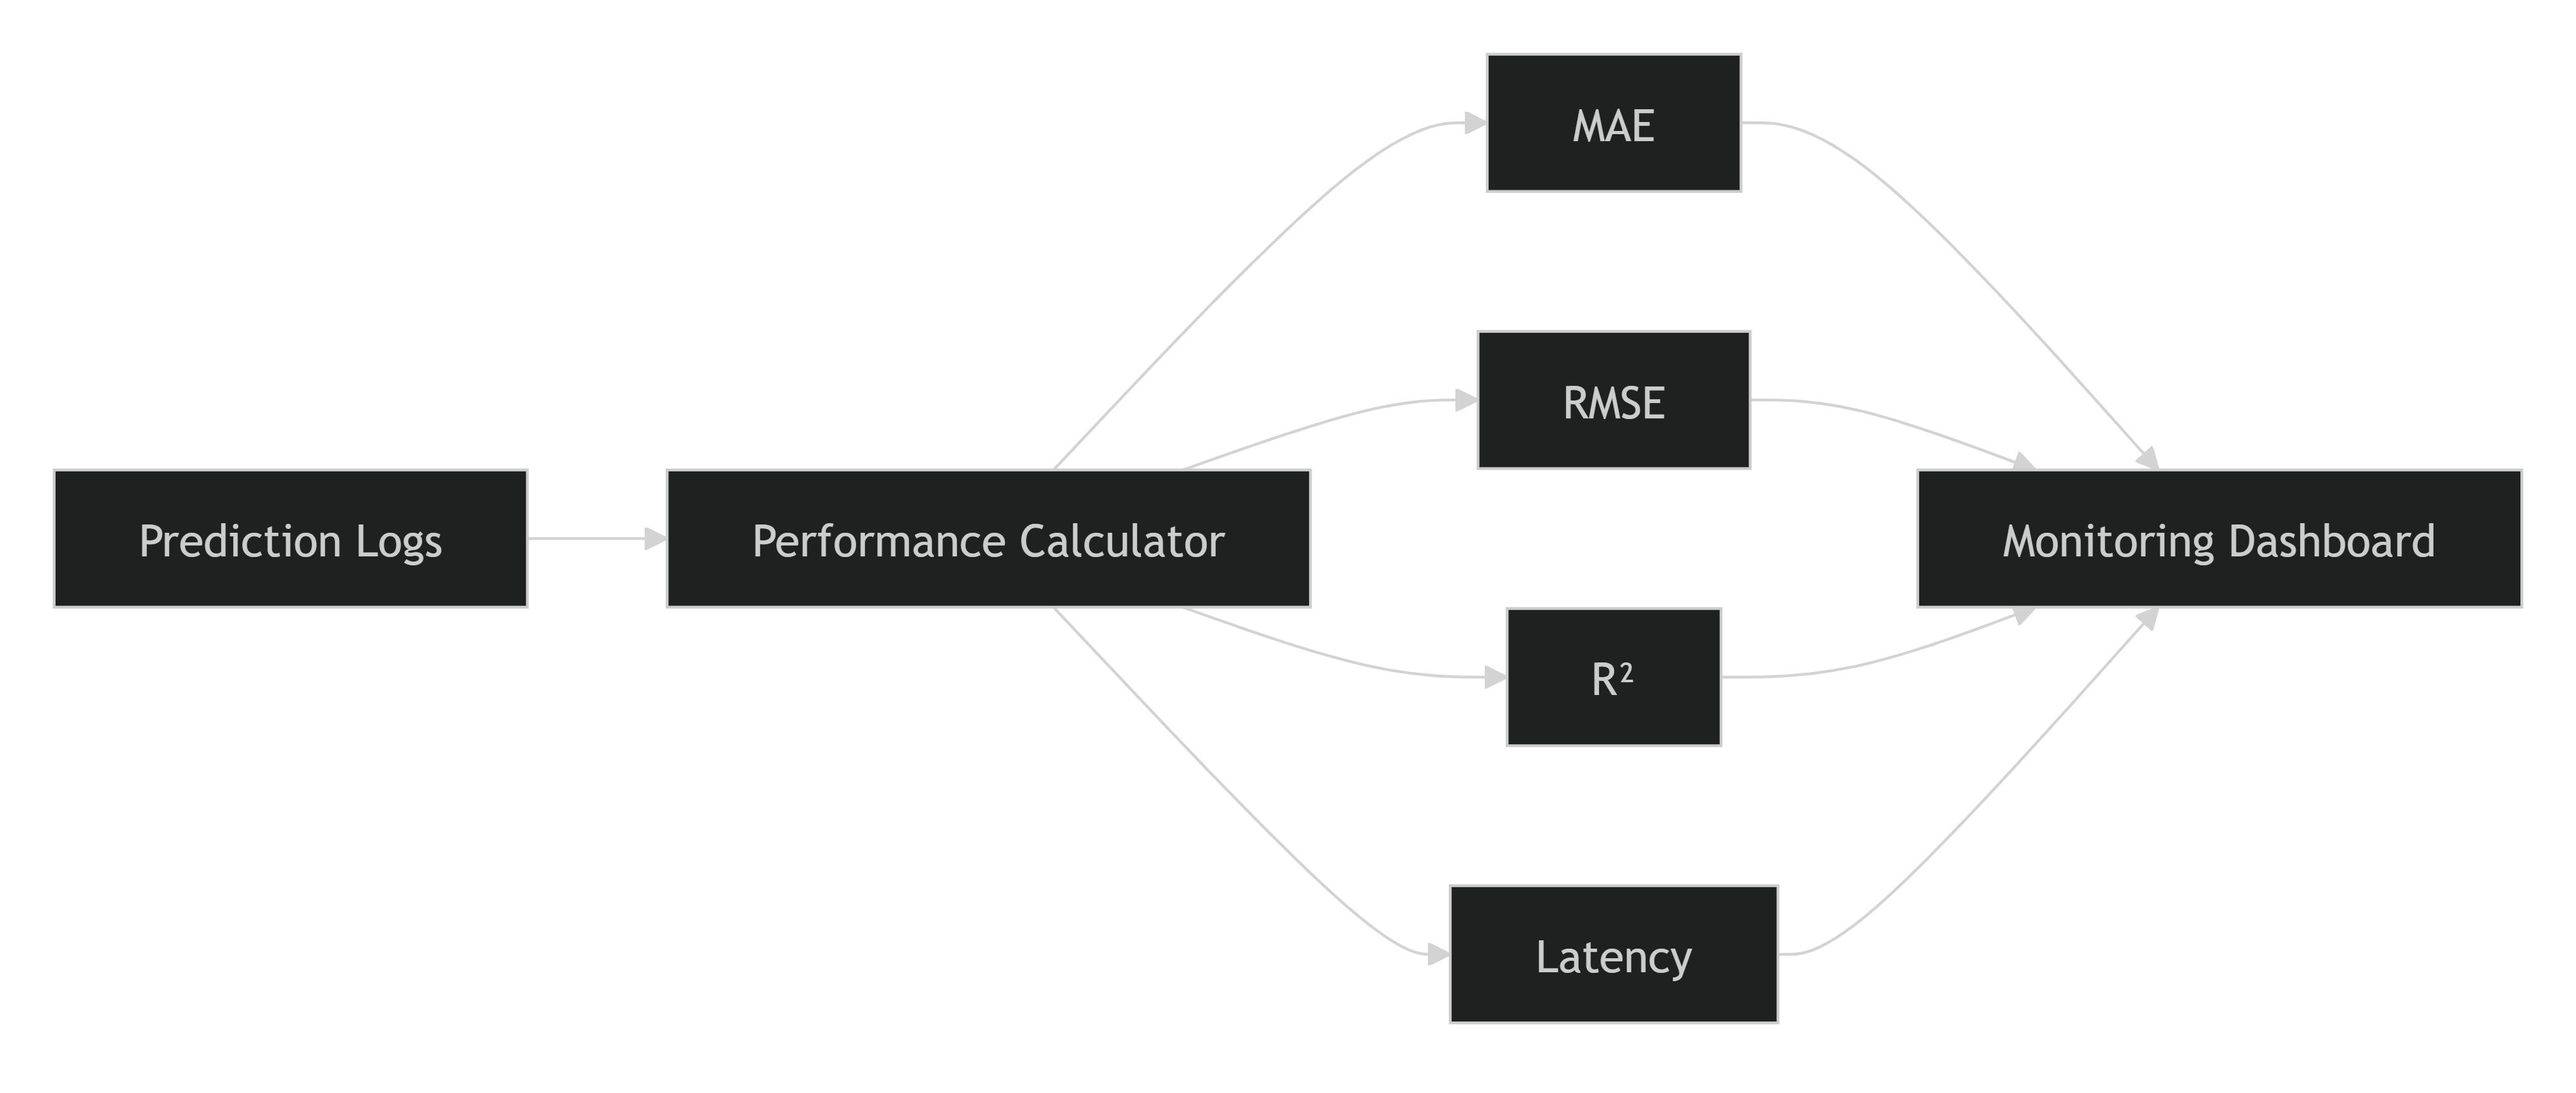 Prediction Logs
Performance Calculator
MAE
RMSE
R²
Latency
Monitoring Dashboard